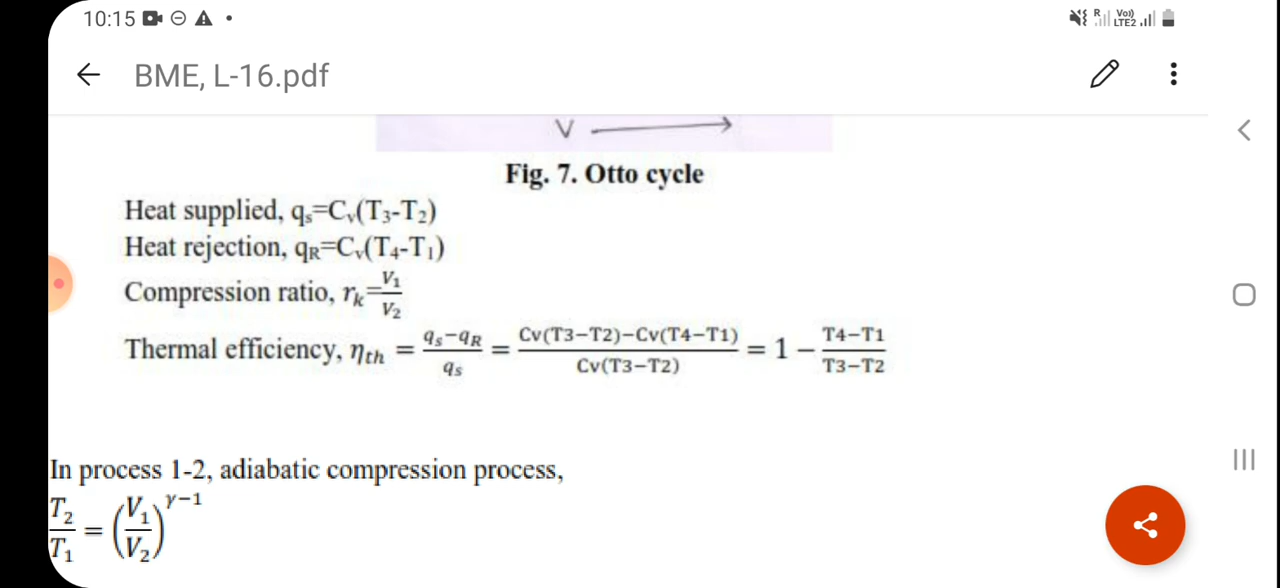 10:15
R Vo)) LTE2
BME, L-16.pdf
V
Fig. 7. Otto cycle
Heat supplied, qₛ=Cᵥ(T₃-T₂)
Heat rejection, qR=Cᵥ(T₄-T₁)
Compression ratio, rₖ=V₁/V₂
Thermal efficiency, ηth = (qs−qR)/qs = (Cv(T3−T2)−Cv(T4−T1))/(Cv(T3−T2)) = 1 − (T4−T1)/(T3−T2)
In process 1-2, adiabatic compression process,
T₂/T₁ = (V₁/V₂)^γ−1